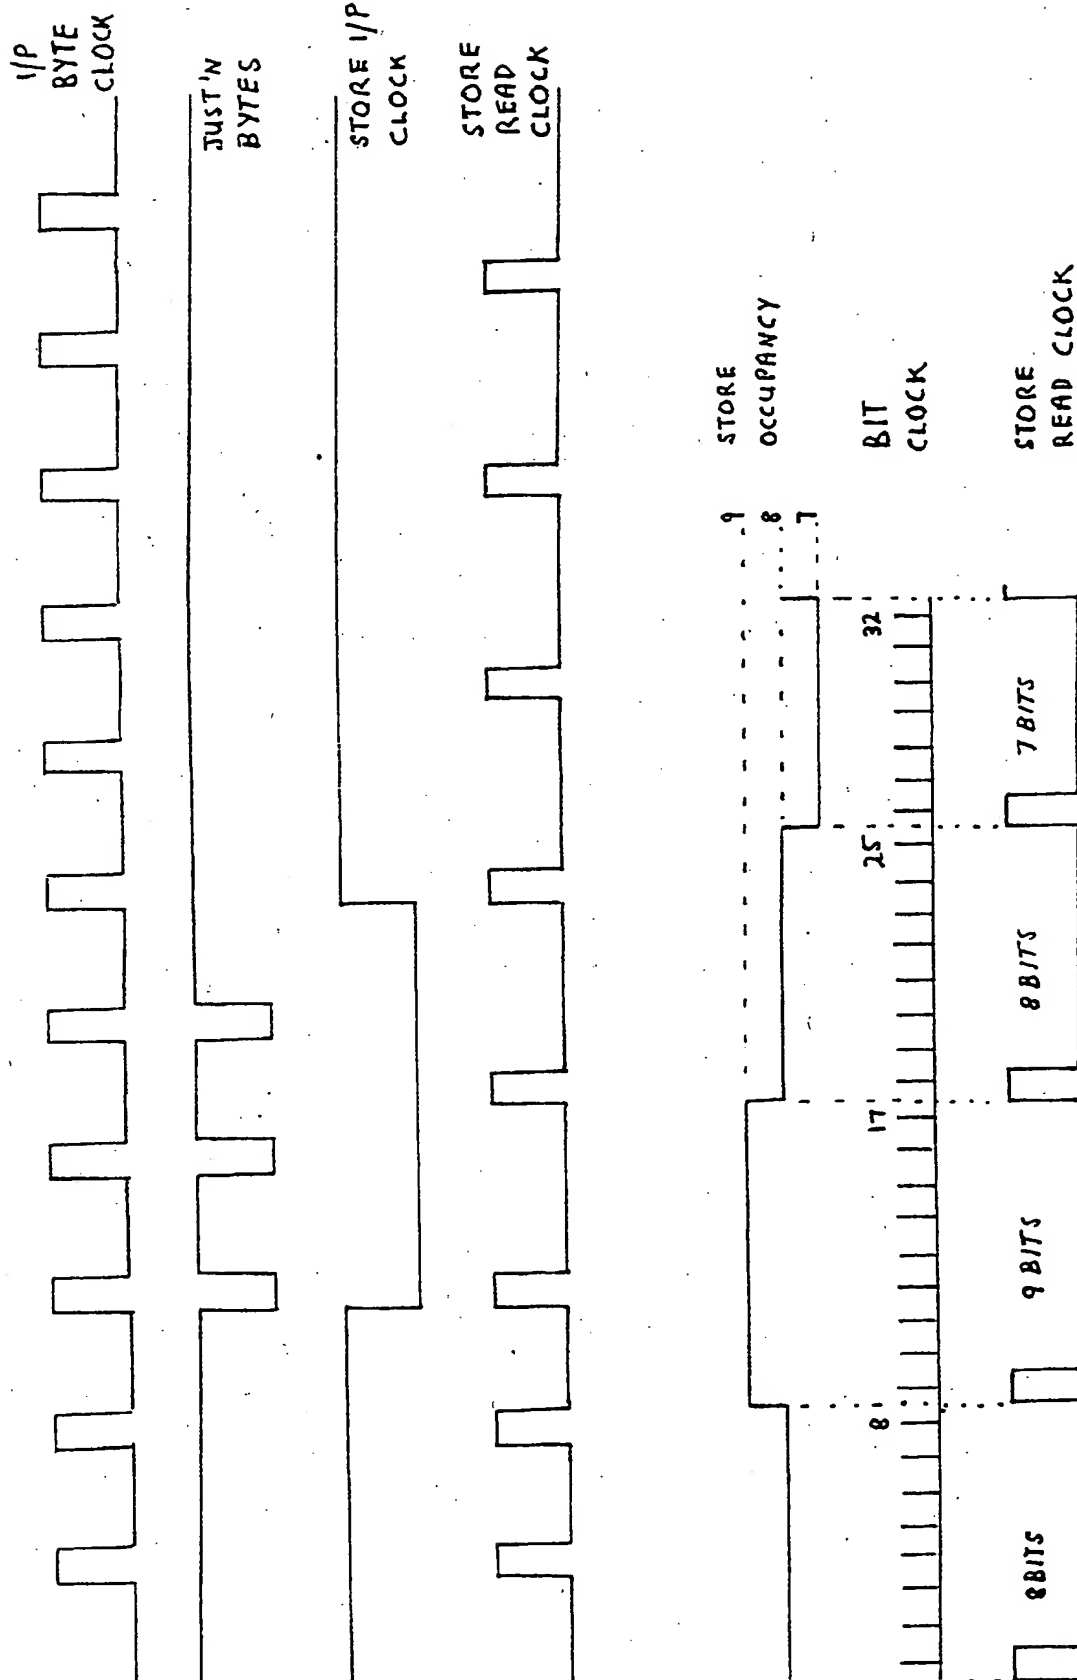 I/P
BYTE
CLOCK
JUST'N
BYTES
STORE I/P
CLOCK
STORE
READ
CLOCK
STORE
OCCUPANCY
9
8
7
BIT
CLOCK
8
17
25
32
STORE
READ CLOCK
8 BITS
9 BITS
8 BITS
7 BITS